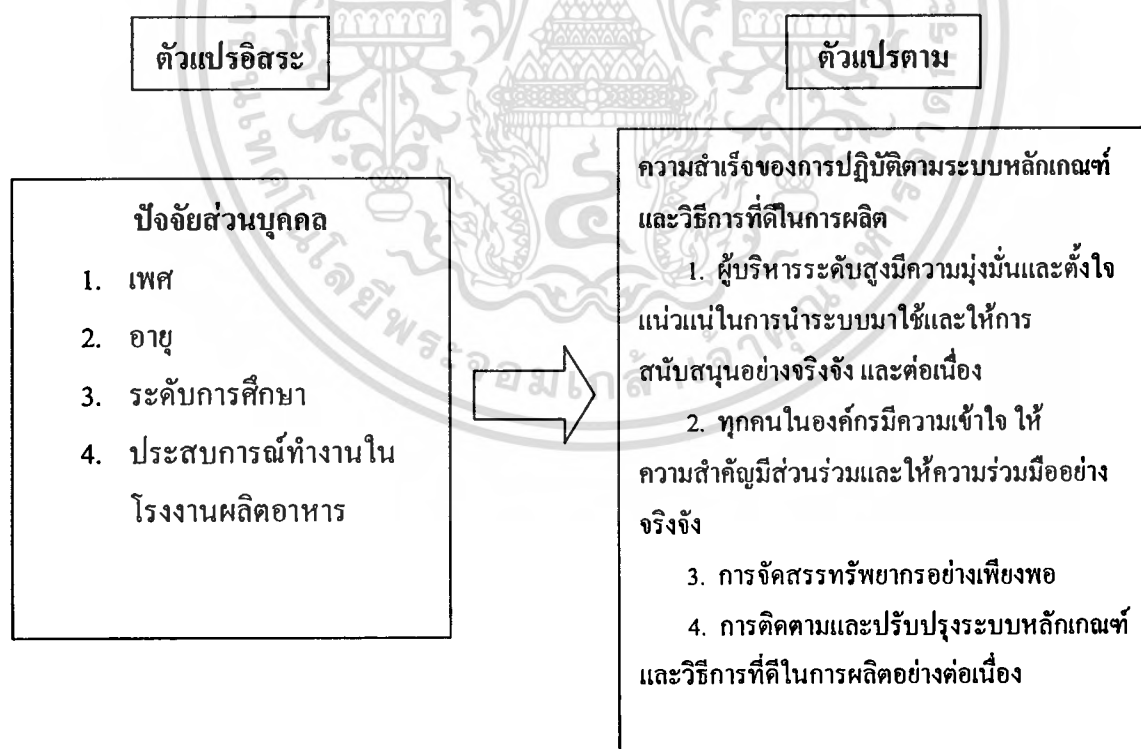 ตัวแปรอิสระ
ตัวแปรตาม
ปัจจัยส่วนบุคคล
1. เพศ
2. อายุ
3. ระดับการศึกษา
4. ประสบการณ์ทำงานใน
โรงงานผลิตอาหาร
ความสำเร็จของการปฏิบัติตามระบบหลักเกณฑ์
และวิธีการที่ดีในการผลิต
1. ผู้บริหารระดับสูงมีความมุ่งมั่นและตั้งใจ
แน่วแน่ในการนำระบบมาใช้และให้การ
สนับสนุนอย่างจริงจัง และต่อเนื่อง
2. ทุกคนในองค์กรมีความเข้าใจ ให้
ความสำคัญมีส่วนร่วมและให้ความร่วมมืออย่าง
จริงจัง
3. การจัดสรรทรัพยากรอย่างเพียงพอ
4. การติดตามและปรับปรุงระบบหลักเกณฑ์
และวิธีการที่ดีในการผลิตอย่างต่อเนื่อง